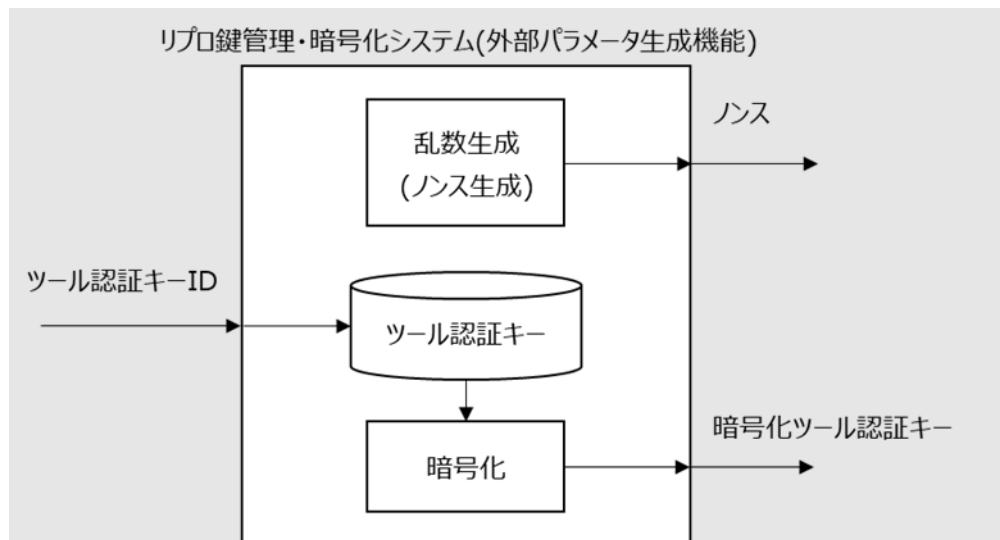 リプロ鍵管理・暗号化システム(外部パラメータ生成機能)
乱数生成
(ノンス生成)
ノンス
ツール認証キーID
ツール認証キー
暗号化
暗号化ツール認証キー